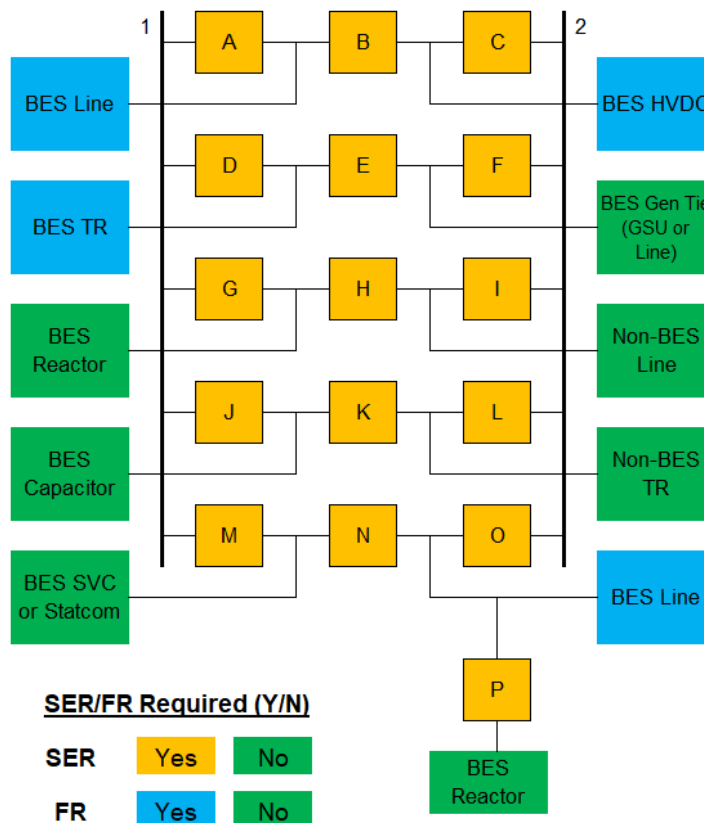 1
A
B
C
2
BES Line
BES HVDC
D
E
F
BES TR
BES Gen Tie
(GSU or
Line)
G
H
I
BES
Reactor
Non-BES
Line
J
K
L
BES
Capacitor
Non-BES
TR
M
N
O
BES SVC
or Statcom
BES Line
P
BES
Reactor
SER/FR Required (Y/N)
SER Yes No
FR Yes No